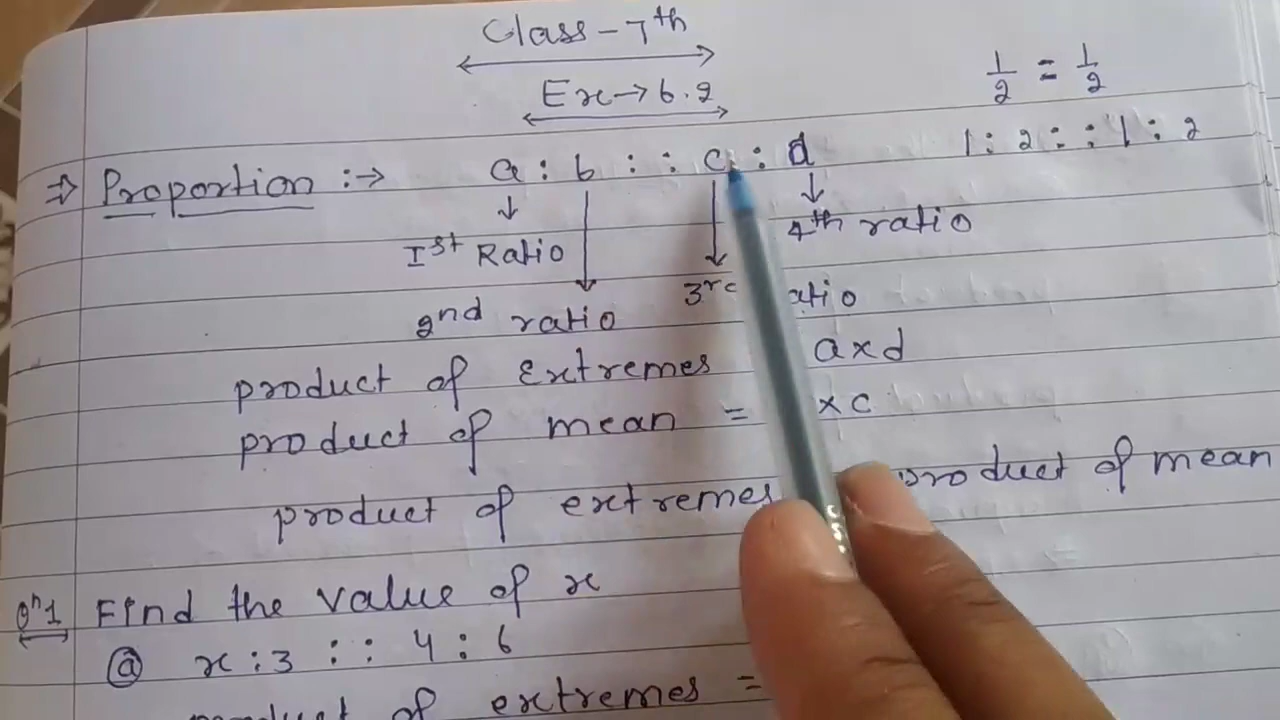 Class - 7th
Ex → 6.2
1/2 = 1/2
1 : 2 : : 1 : 2
⇒ Proportion :→ a : b : : c : d
↓ ↓ ↓ ↓
4th ratio
Ist Ratio
3rd
2nd ratio
product of Extremes a x d
product of mean = x c
product of extremes product of mean
Qn1 Find the value of x
ⓐ x : 3 : : 4 : 6
product of extremes =